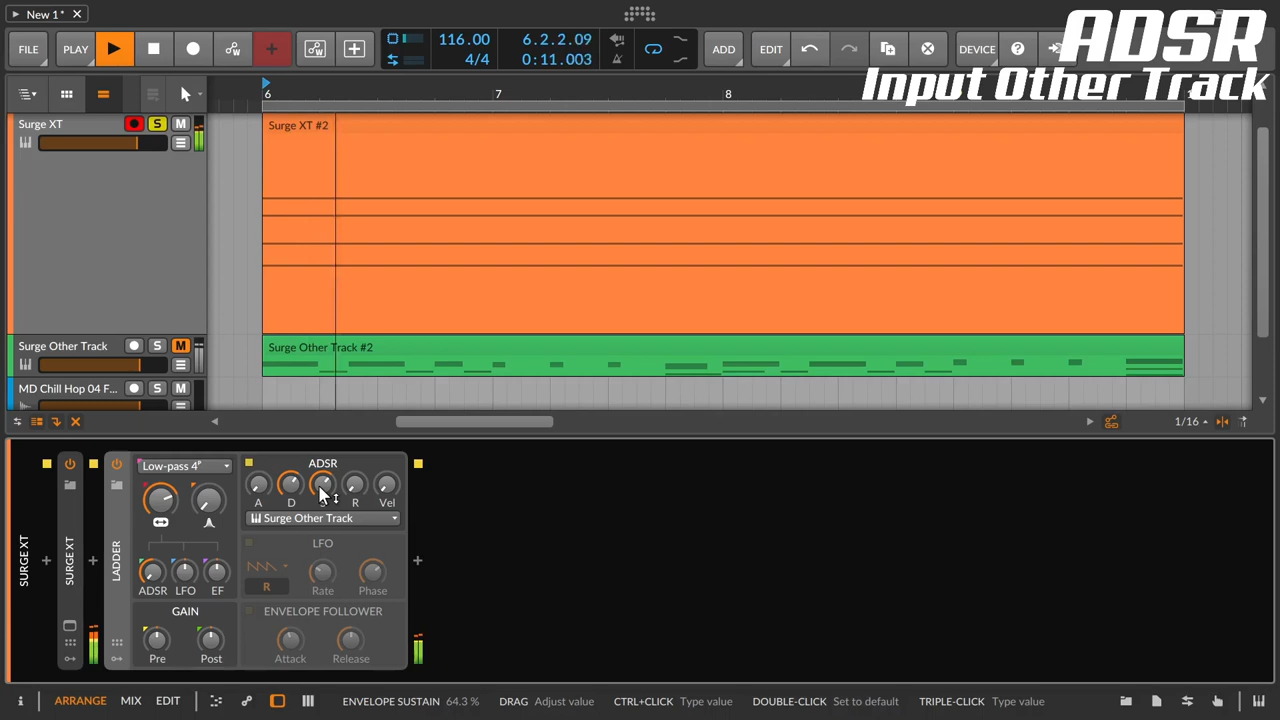 New 1*
ADSR
Input Other Track
FILE
PLAY
116.00
4/4
6.2.2.09
0:11.003
ADD
EDIT
DEVICE
6
7
8
Surge XT
S
M
Surge XT #2
Surge Other Track
S
M
Surge Other Track #2
MD Chill Hop 04 F...
S
M
1/16
SURGE XT
SURGE XT
LADDER
Low-pass 4P
ADSR
A
D
R
Vel
Surge Other Track
LFO
R
Rate
Phase
ADSR
LFO
EF
GAIN
Pre
Post
ENVELOPE FOLLOWER
Attack
Release
i
ARRANGE
MIX
EDIT
ENVELOPE SUSTAIN 64.3 %
DRAG Adjust value
CTRL+CLICK Type value
DOUBLE-CLICK Set to default
TRIPLE-CLICK Type value